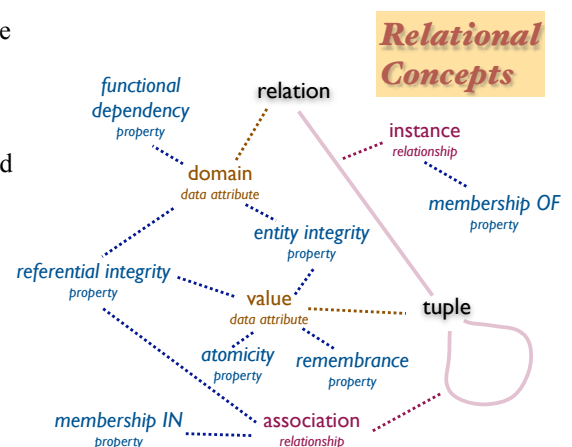 e
Relational
Concepts
functional
dependency
property
relation
instance
relationship
d
domain
data attribute
membership OF
property
entity integrity
property
referential integrity
property
value
data attribute
tuple
atomicity
property
remembrance
property
membership IN
property
association
relationship